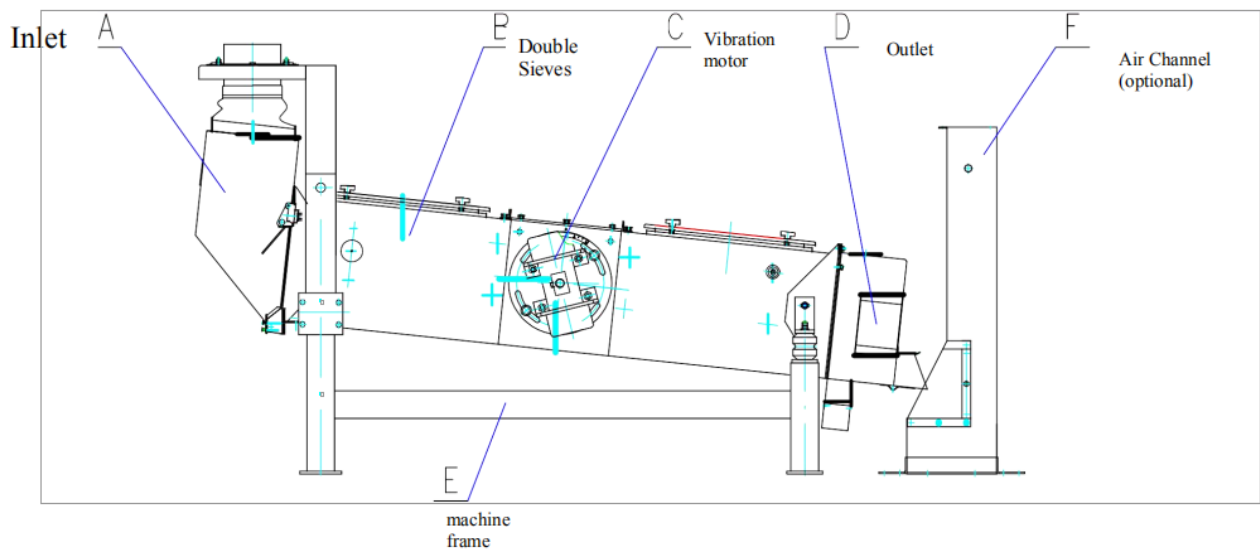 Inlet A
B Double
Sieves
C Vibration
motor
D Outlet
F
Air Channel
(optional)
E
machine
frame